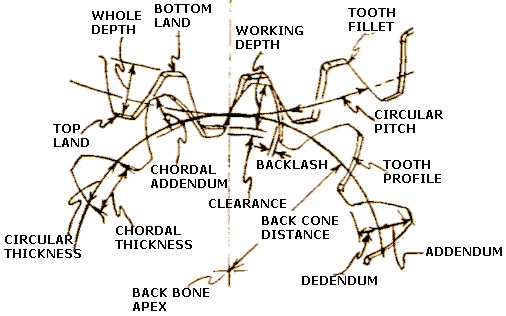 WHOLE
DEPTH
BOTTOM
LAND
WORKING
DEPTH
TOOTH
FILLET
TOP
LAND
CHORDAL
ADDENDUM
CLEARANCE
BACKLASH
CIRCULAR
PITCH
TOOTH
PROFILE
CIRCULAR
THICKNESS
CHORDAL
THICKNESS
BACK CONE
DISTANCE
BACK BONE
APEX
DEDENDUM
ADDENDUM